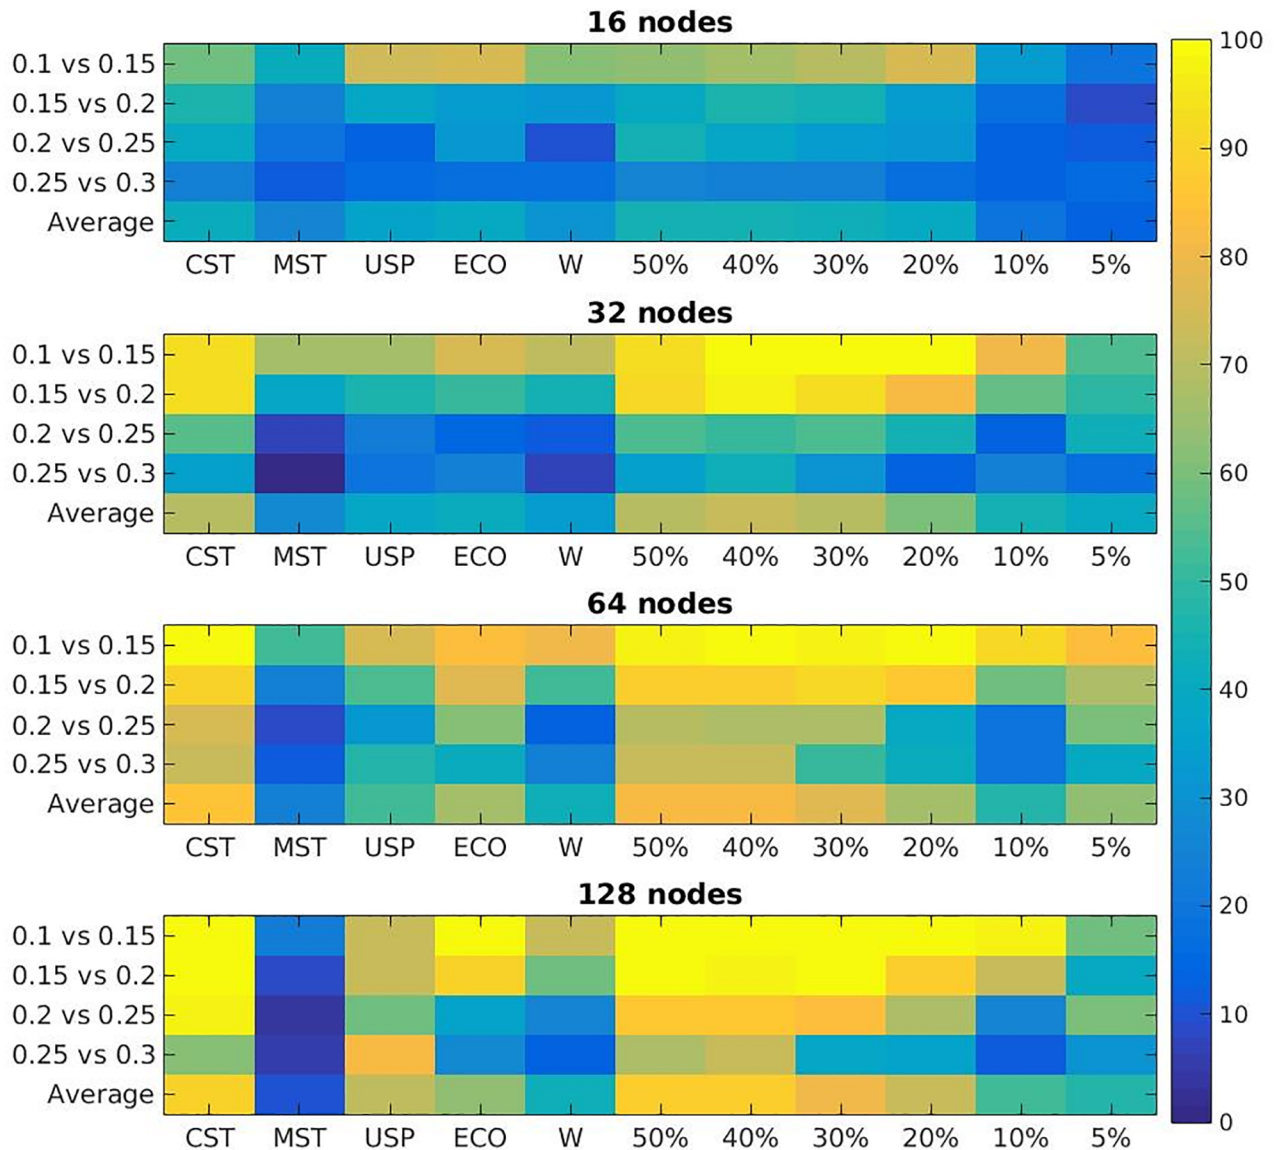 16 nodes
0.1 vs 0.15
0.15 vs 0.2
0.2 vs 0.25
0.25 vs 0.3
Average
CST MST USP ECO W 50% 40% 30% 20% 10% 5%
32 nodes
0.1 vs 0.15
0.15 vs 0.2
0.2 vs 0.25
0.25 vs 0.3
Average
CST MST USP ECO W 50% 40% 30% 20% 10% 5%
64 nodes
0.1 vs 0.15
0.15 vs 0.2
0.2 vs 0.25
0.25 vs 0.3
Average
CST MST USP ECO W 50% 40% 30% 20% 10% 5%
128 nodes
0.1 vs 0.15
0.15 vs 0.2
0.2 vs 0.25
0.25 vs 0.3
Average
CST MST USP ECO W 50% 40% 30% 20% 10% 5%
100
90
80
70
60
50
40
30
20
10
0